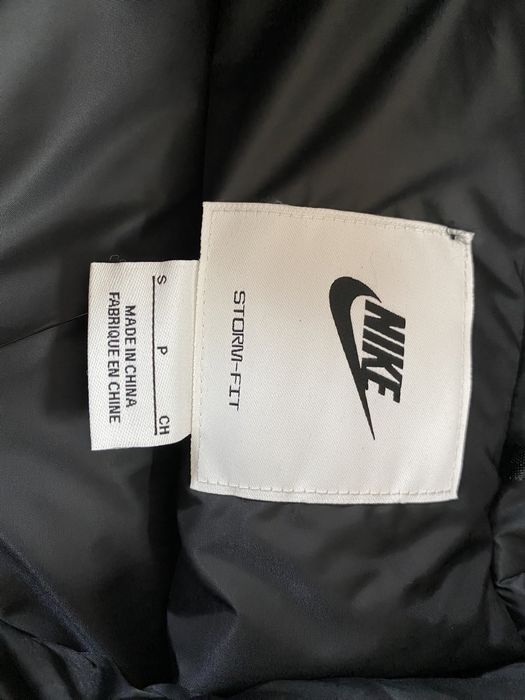 NIKE
STORM-FIT
S P CH
MADE IN CHINA
FABRIQUE EN CHINE